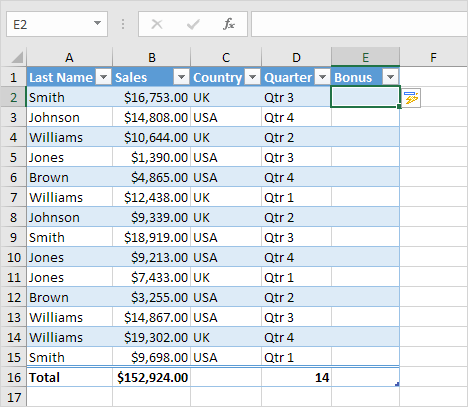 E2 fx
A B C D E F
1 Last Name Sales Country Quarter Bonus
2 Smith $16,753.00 UK Qtr 3
3 Johnson $14,808.00 USA Qtr 4
4 Williams $10,644.00 UK Qtr 2
5 Jones $1,390.00 USA Qtr 3
6 Brown $4,865.00 USA Qtr 4
7 Williams $12,438.00 UK Qtr 1
8 Johnson $9,339.00 UK Qtr 2
9 Smith $18,919.00 USA Qtr 3
10 Jones $9,213.00 USA Qtr 4
11 Jones $7,433.00 UK Qtr 1
12 Brown $3,255.00 USA Qtr 2
13 Williams $14,867.00 USA Qtr 3
14 Williams $19,302.00 UK Qtr 4
15 Smith $9,698.00 USA Qtr 1
16 Total $152,924.00 14
17